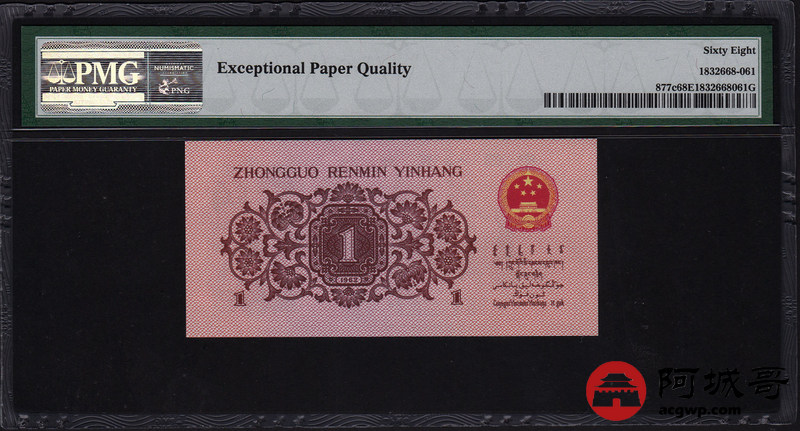 PMG
PAPER MONEY GUARANTY
NUMISMATIC
PNG
Exceptional Paper Quality
Sixty Eight
1832668-061
877c68E1832668061G
ZHONGGUO RENMIN YINHANG
1
1962
1
1
阿城哥
acgwp.com